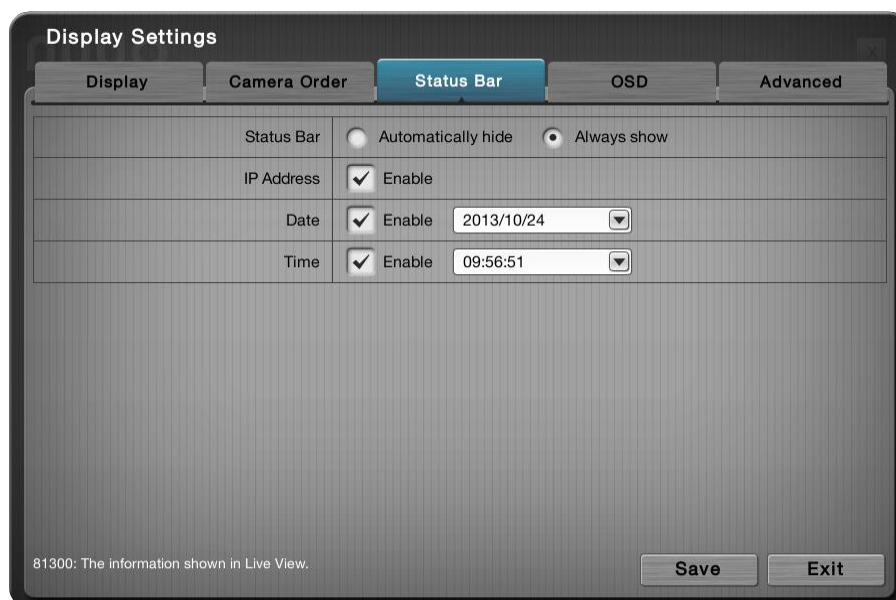 Display Settings
Display Camera Order Status Bar OSD Advanced
Status Bar Automatically hide Always show
IP Address Enable
Date Enable 2013/10/24
Time Enable 09:56:51
81300: The information shown in Live View.
Save Exit